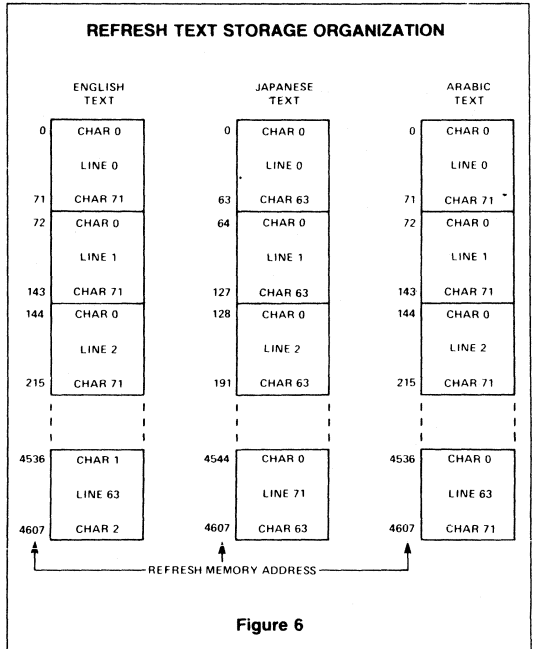 REFRESH TEXT STORAGE ORGANIZATION
ENGLISH TEXT
JAPANESE TEXT
ARABIC TEXT
0 CHAR 0 0 CHAR 0 0 CHAR 0
LINE 0 LINE 0 LINE 0
71 CHAR 71 63 CHAR 63 71 CHAR 71
72 CHAR 0 64 CHAR 0 72 CHAR 0
LINE 1 LINE 1 LINE 1
143 CHAR 71 127 CHAR 63 143 CHAR 71
144 CHAR 0 128 CHAR 0 144 CHAR 0
LINE 2 LINE 2 LINE 2
215 CHAR 71 191 CHAR 63 215 CHAR 71
4536 CHAR 1 4544 CHAR 0 4536 CHAR 0
LINE 63 LINE 71 LINE 63
4607 CHAR 2 4607 CHAR 63 4607 CHAR 71
REFRESH MEMORY ADDRESS
Figure 6